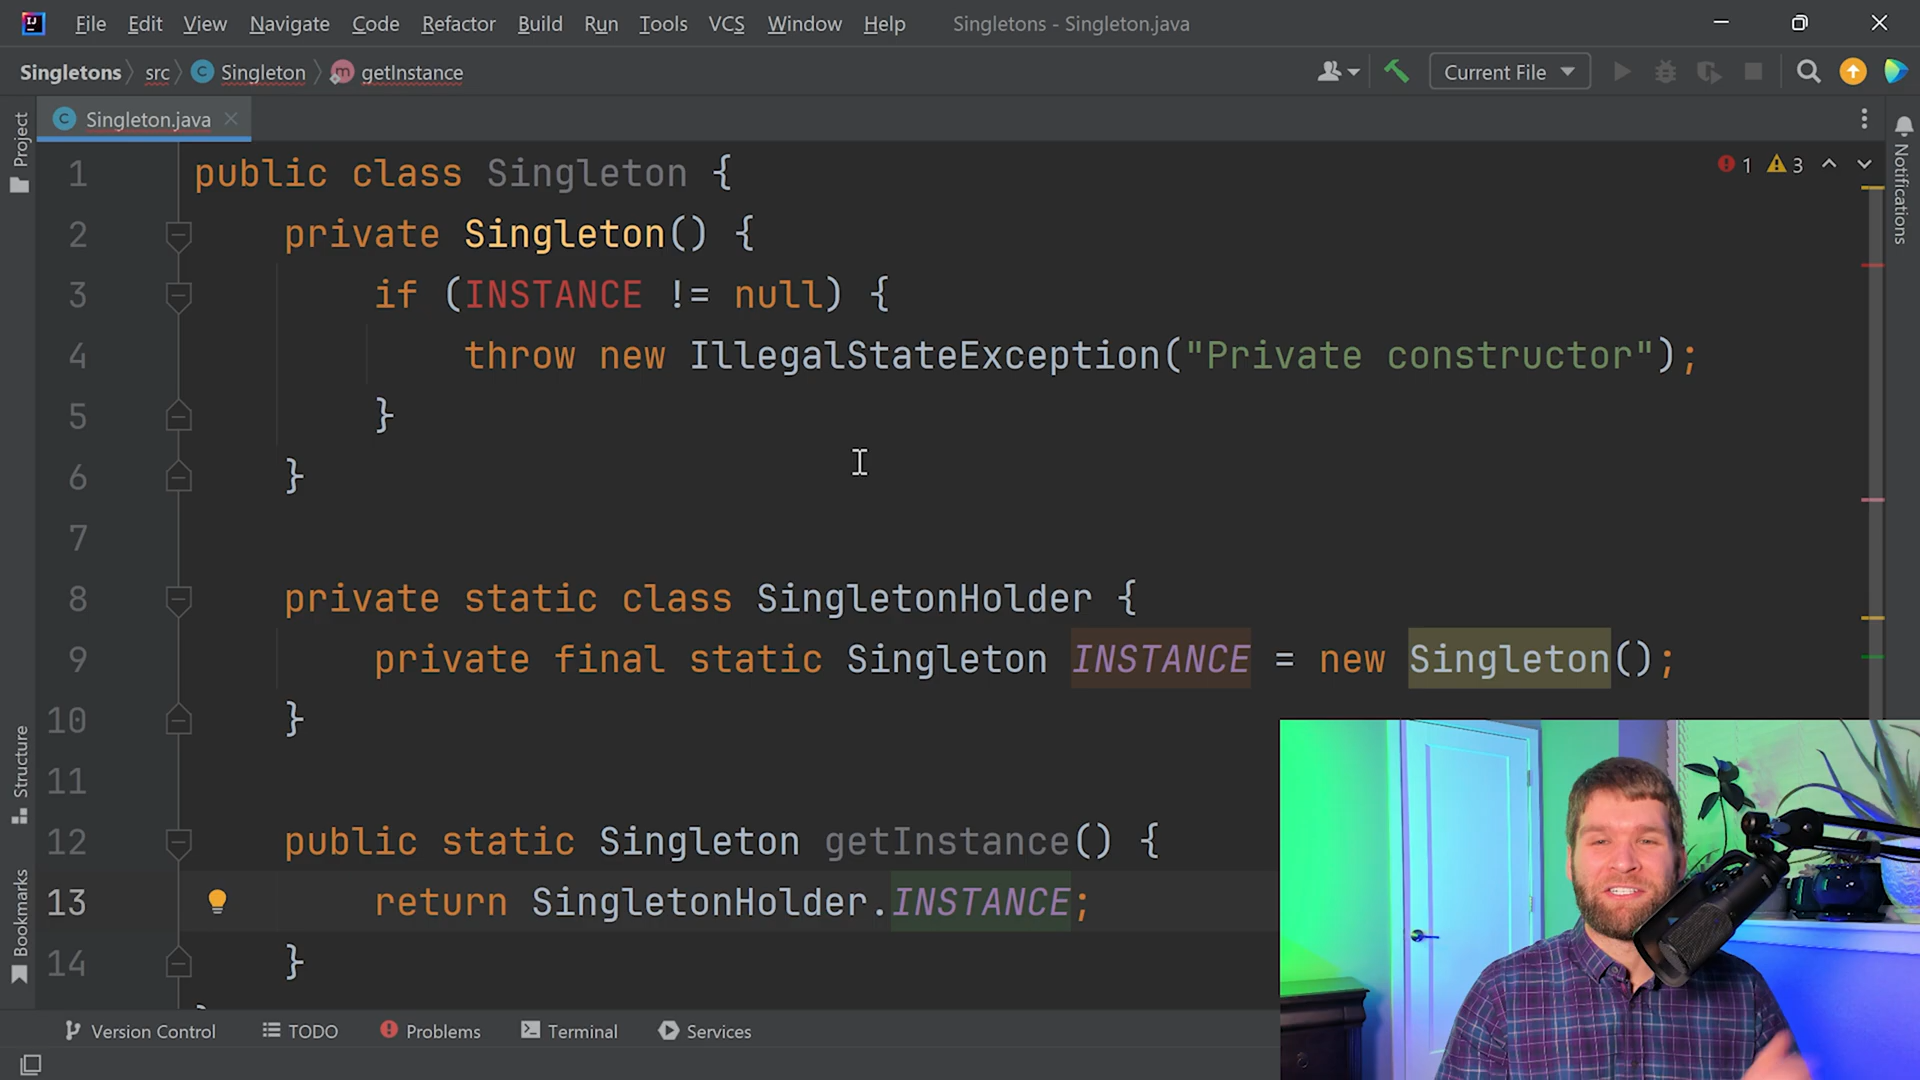 File Edit View Navigate Code Refactor Build Run Tools VCS Window Help Singletons - Singleton.java
Singletons src Singleton getInstance Current File
Project
Singleton.java
Notifications
1 public class Singleton { 1 3
2 private Singleton() {
3 if (INSTANCE != null) {
4 throw new IllegalStateException("Private constructor");
5 }
6 }
7
8 private static class SingletonHolder {
9 private final static Singleton INSTANCE = new Singleton();
10 }
11
12 public static Singleton getInstance() {
13 return SingletonHolder.INSTANCE;
14 }
Structure
Bookmarks
Version Control TODO Problems Terminal Services